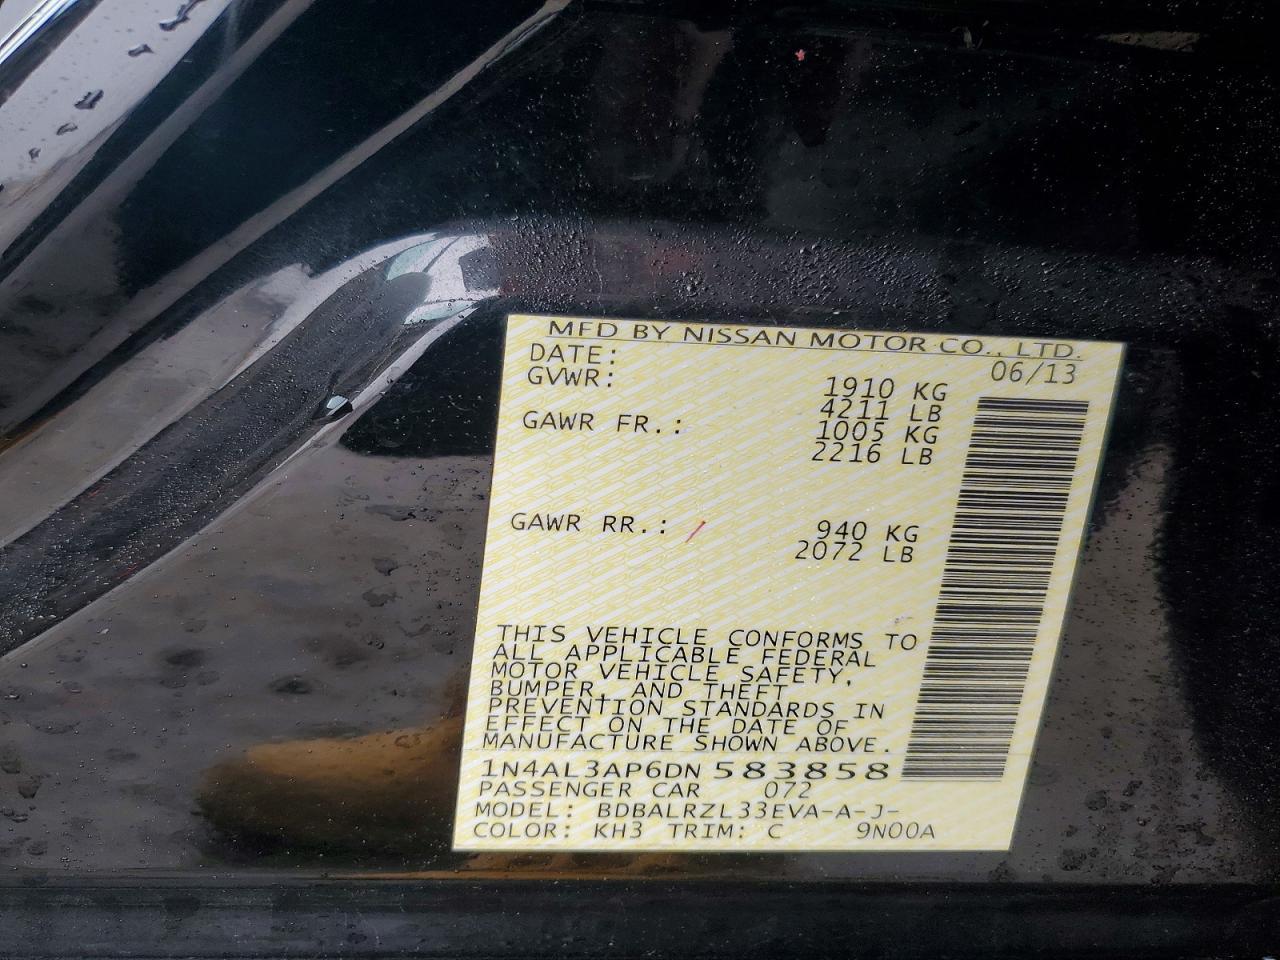 MFD BY NISSAN MOTOR CO., LTD.
DATE: 06/13
GVWR: 1910 KG
4211 LB
GAWR FR.: 1005 KG
2216 LB
GAWR RR.: 940 KG
2072 LB
THIS VEHICLE CONFORMS TO
ALL APPLICABLE FEDERAL
MOTOR VEHICLE SAFETY,
BUMPER, AND THEFT
PREVENTION STANDARDS IN
EFFECT ON THE DATE OF
MANUFACTURE SHOWN ABOVE.
1N4AL3AP6DN 583858
PASSENGER CAR 072
MODEL: BDBALRZL33EVA-A-J-
COLOR: KH3 TRIM: C 9N00A